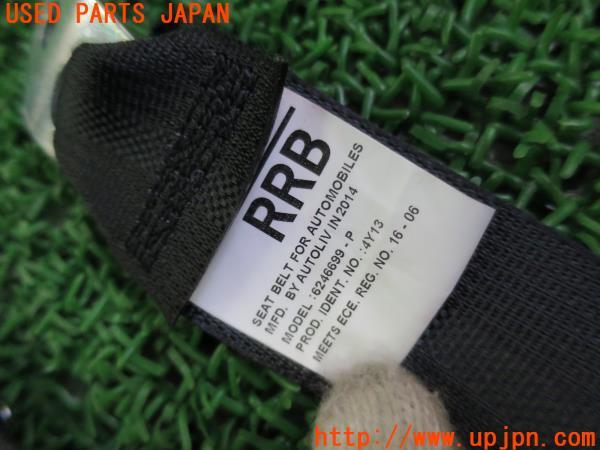 USED PARTS JAPAN
RRB
SEAT BELT FOR AUTOMOBILES
MFD. BY AUTOLIV IN 2014
MODEL :6246699 - P
PROD. IDENT. NO. :4Y13
MEETS ECE. REG. NO. 16 - 06
UPJ
http://www.upjpn.com/